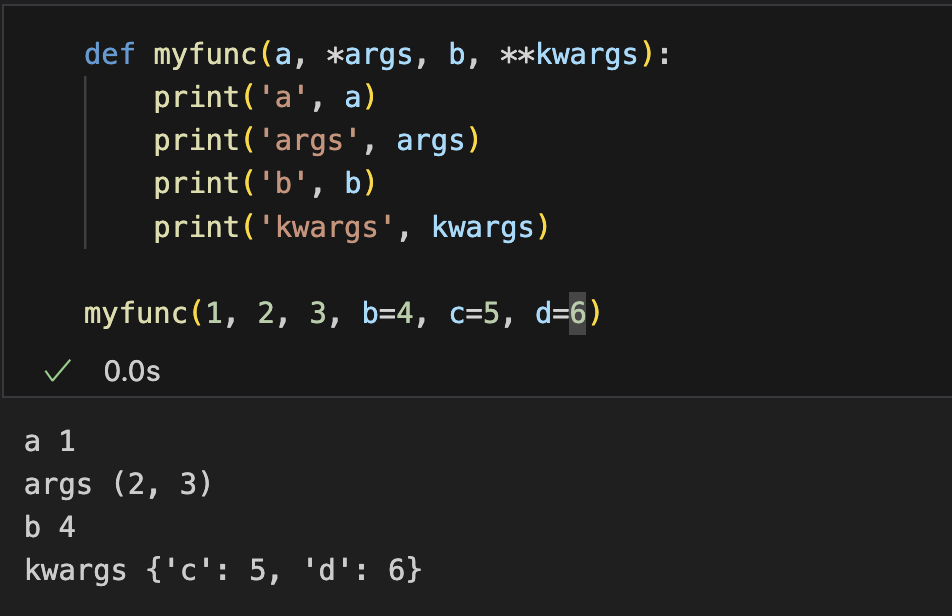 def myfunc(a, *args, b, **kwargs):
    print('a', a)
    print('args', args)
    print('b', b)
    print('kwargs', kwargs)
myfunc(1, 2, 3, b=4, c=5, d=6)
✓ 0.0s
a 1
args (2, 3)
b 4
kwargs {'c': 5, 'd': 6}